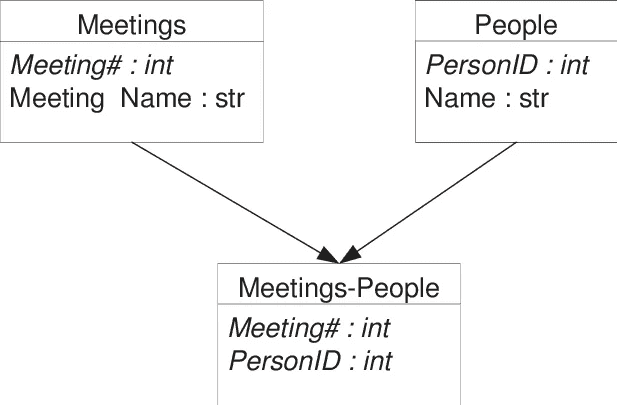 Meetings
Meeting# : int
Meeting Name : str
People
PersonID : int
Name : str
Meetings-People
Meeting# : int
PersonID : int